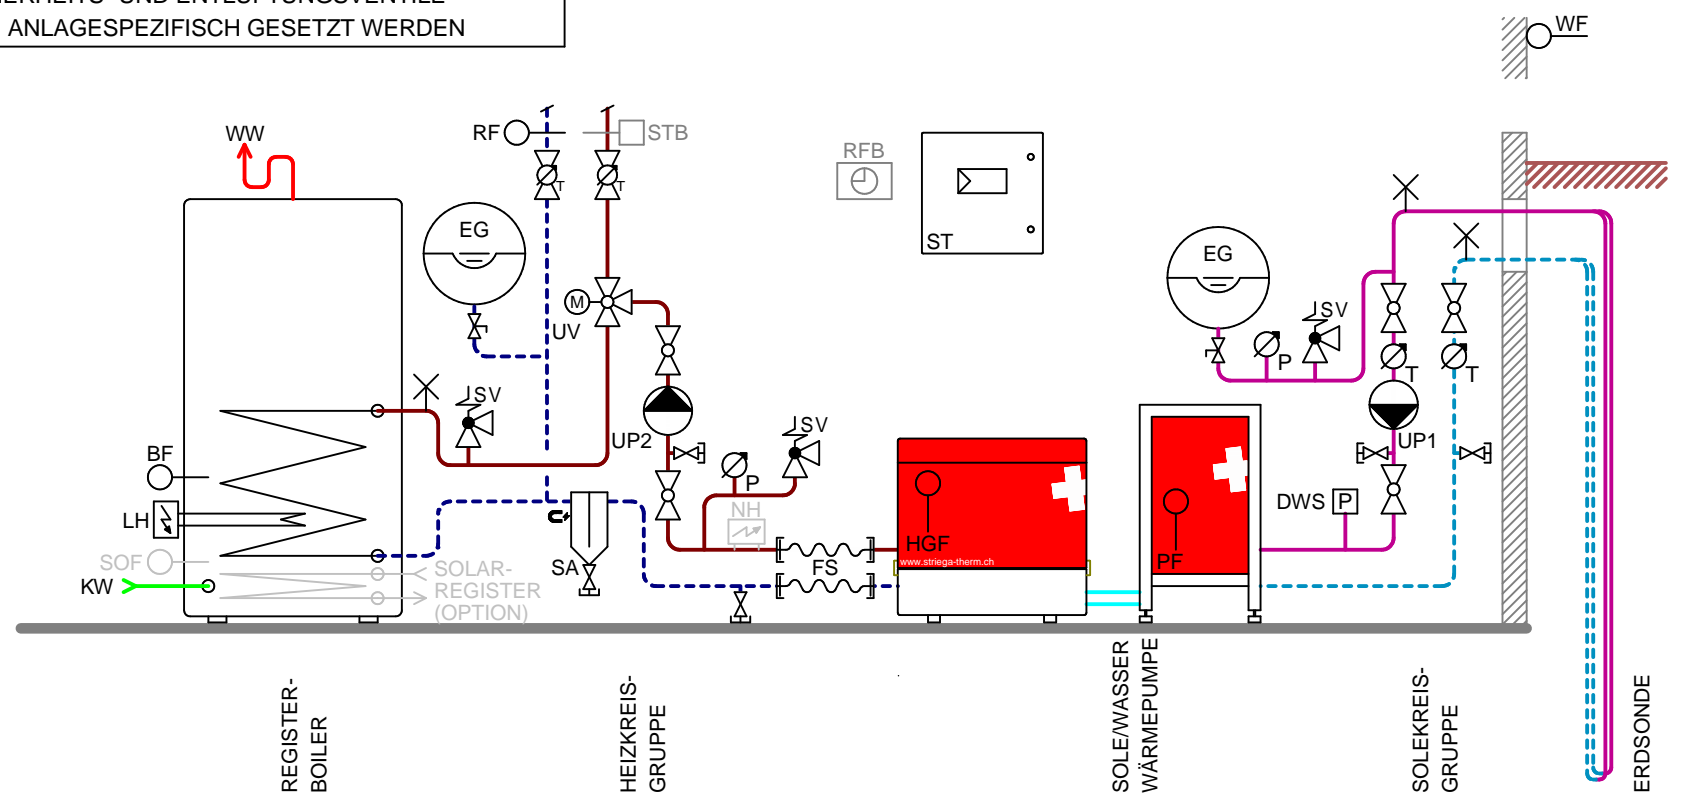 ANLAGESPEZIFISCH GESETZT WERDEN
WF
WW
RF
STB
RFB
T
T
EG
ST
EG
M
UV
SV
P
T
T
SV
UP2
SV
UP1
BF
P
NH
DWS
P
LH
HGF
PF
www.striega-therm.ch
SOF
SA
FS
KW
SOLAR-
REGISTER
(OPTION)
REGISTER-
BOILER
HEIZKREIS-
GRUPPE
SOLE/WASSER
WÄRMEPUMPE
SOLEKREIS-
GRUPPE
ERDSONDE